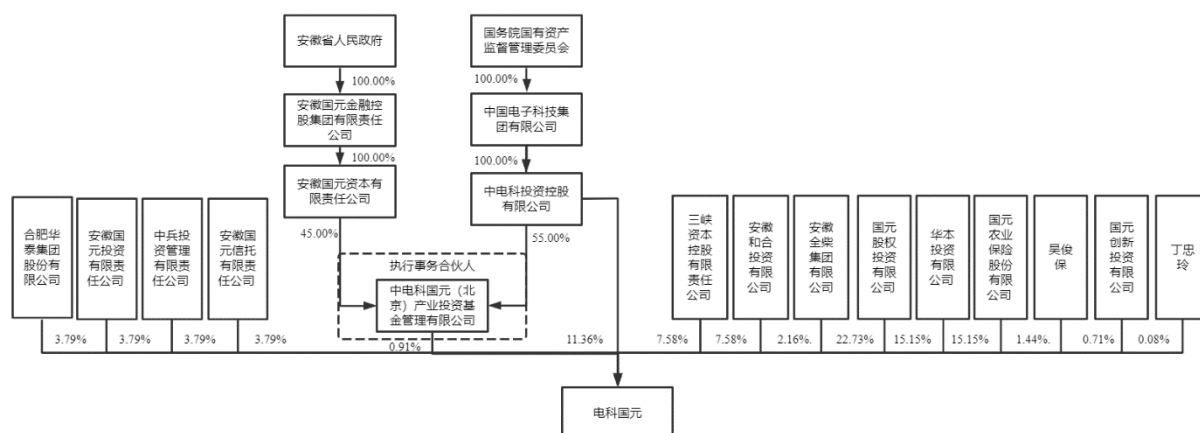 安徽省人民政府
国务院国有资产
监督管理委员会
100.00%
100.00%
安徽国元金融控
股集团有限责任
公司
中国电子科技集
团有限公司
100.00%
100.00%
安徽国元资本有
限责任公司
中电科投资控股
有限公司
45.00%
55.00%
执行事务合伙人
中电科国元（北
京）产业投资基
金管理有限公司
合肥华
泰集团
股份有
限公司
安徽国
元投资
有限责
任公司
中兵投
资管理
有限责
任公司
安徽国
元信托
有限责
任公司
三峡
资本
控股
有限
责任
公司
安徽
和合
投资
有限
公司
安徽
全柴
集团
有限
公司
国元
股权
投资
有限
公司
华本
投资
有限
公司
国元
农业
保险
股份
有限
公司
吴俊
保
国元
创新
投资
有限
公司
丁忠
玲
3.79%
3.79%
3.79%
3.79%
0.91%
11.36%
7.58%
7.58%
2.16%
22.73%
15.15%
15.15%
1.44%
0.71%
0.08%
电科国元